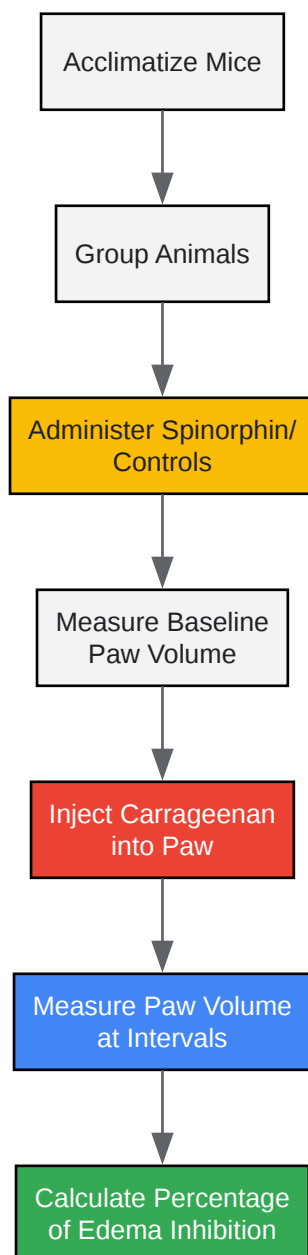 Acclimatize Mice
Group Animals
Administer Spinorphin/
Controls
Measure Baseline
Paw Volume
Inject Carrageenan
into Paw
Measure Paw Volume
at Intervals
Calculate Percentage
of Edema Inhibition